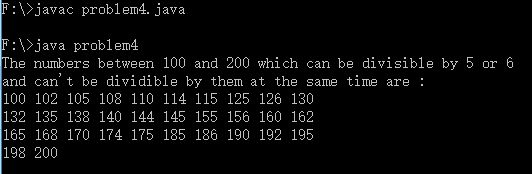 F:\>javac problem4.java
F:\>java problem4
The numbers between 100 and 200 which can be divisible by 5 or 6
and can't be dividible by them at the same time are :
100 102 105 108 110 114 115 125 126 130
132 135 138 140 144 145 155 156 160 162
165 168 170 174 175 185 186 190 192 195
198 200